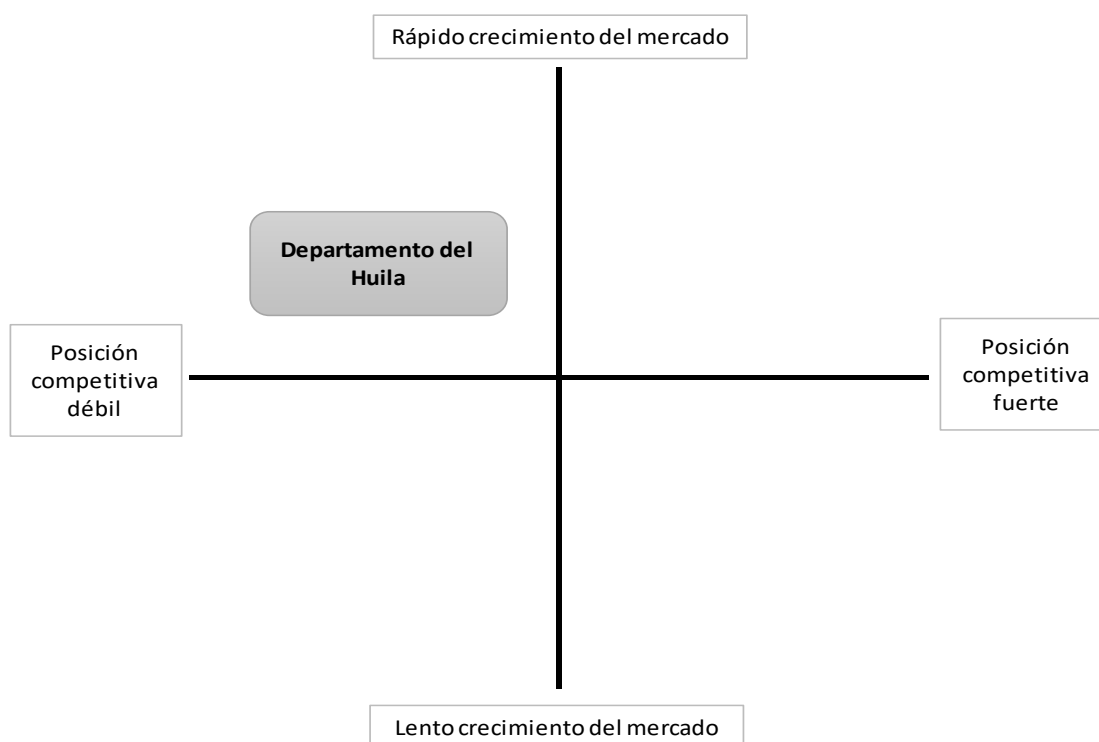 Rápido crecimiento del mercado
Departamento del
Huila
Posición
competitiva
débil
Posición
competitiva
fuerte
Lento crecimiento del mercado